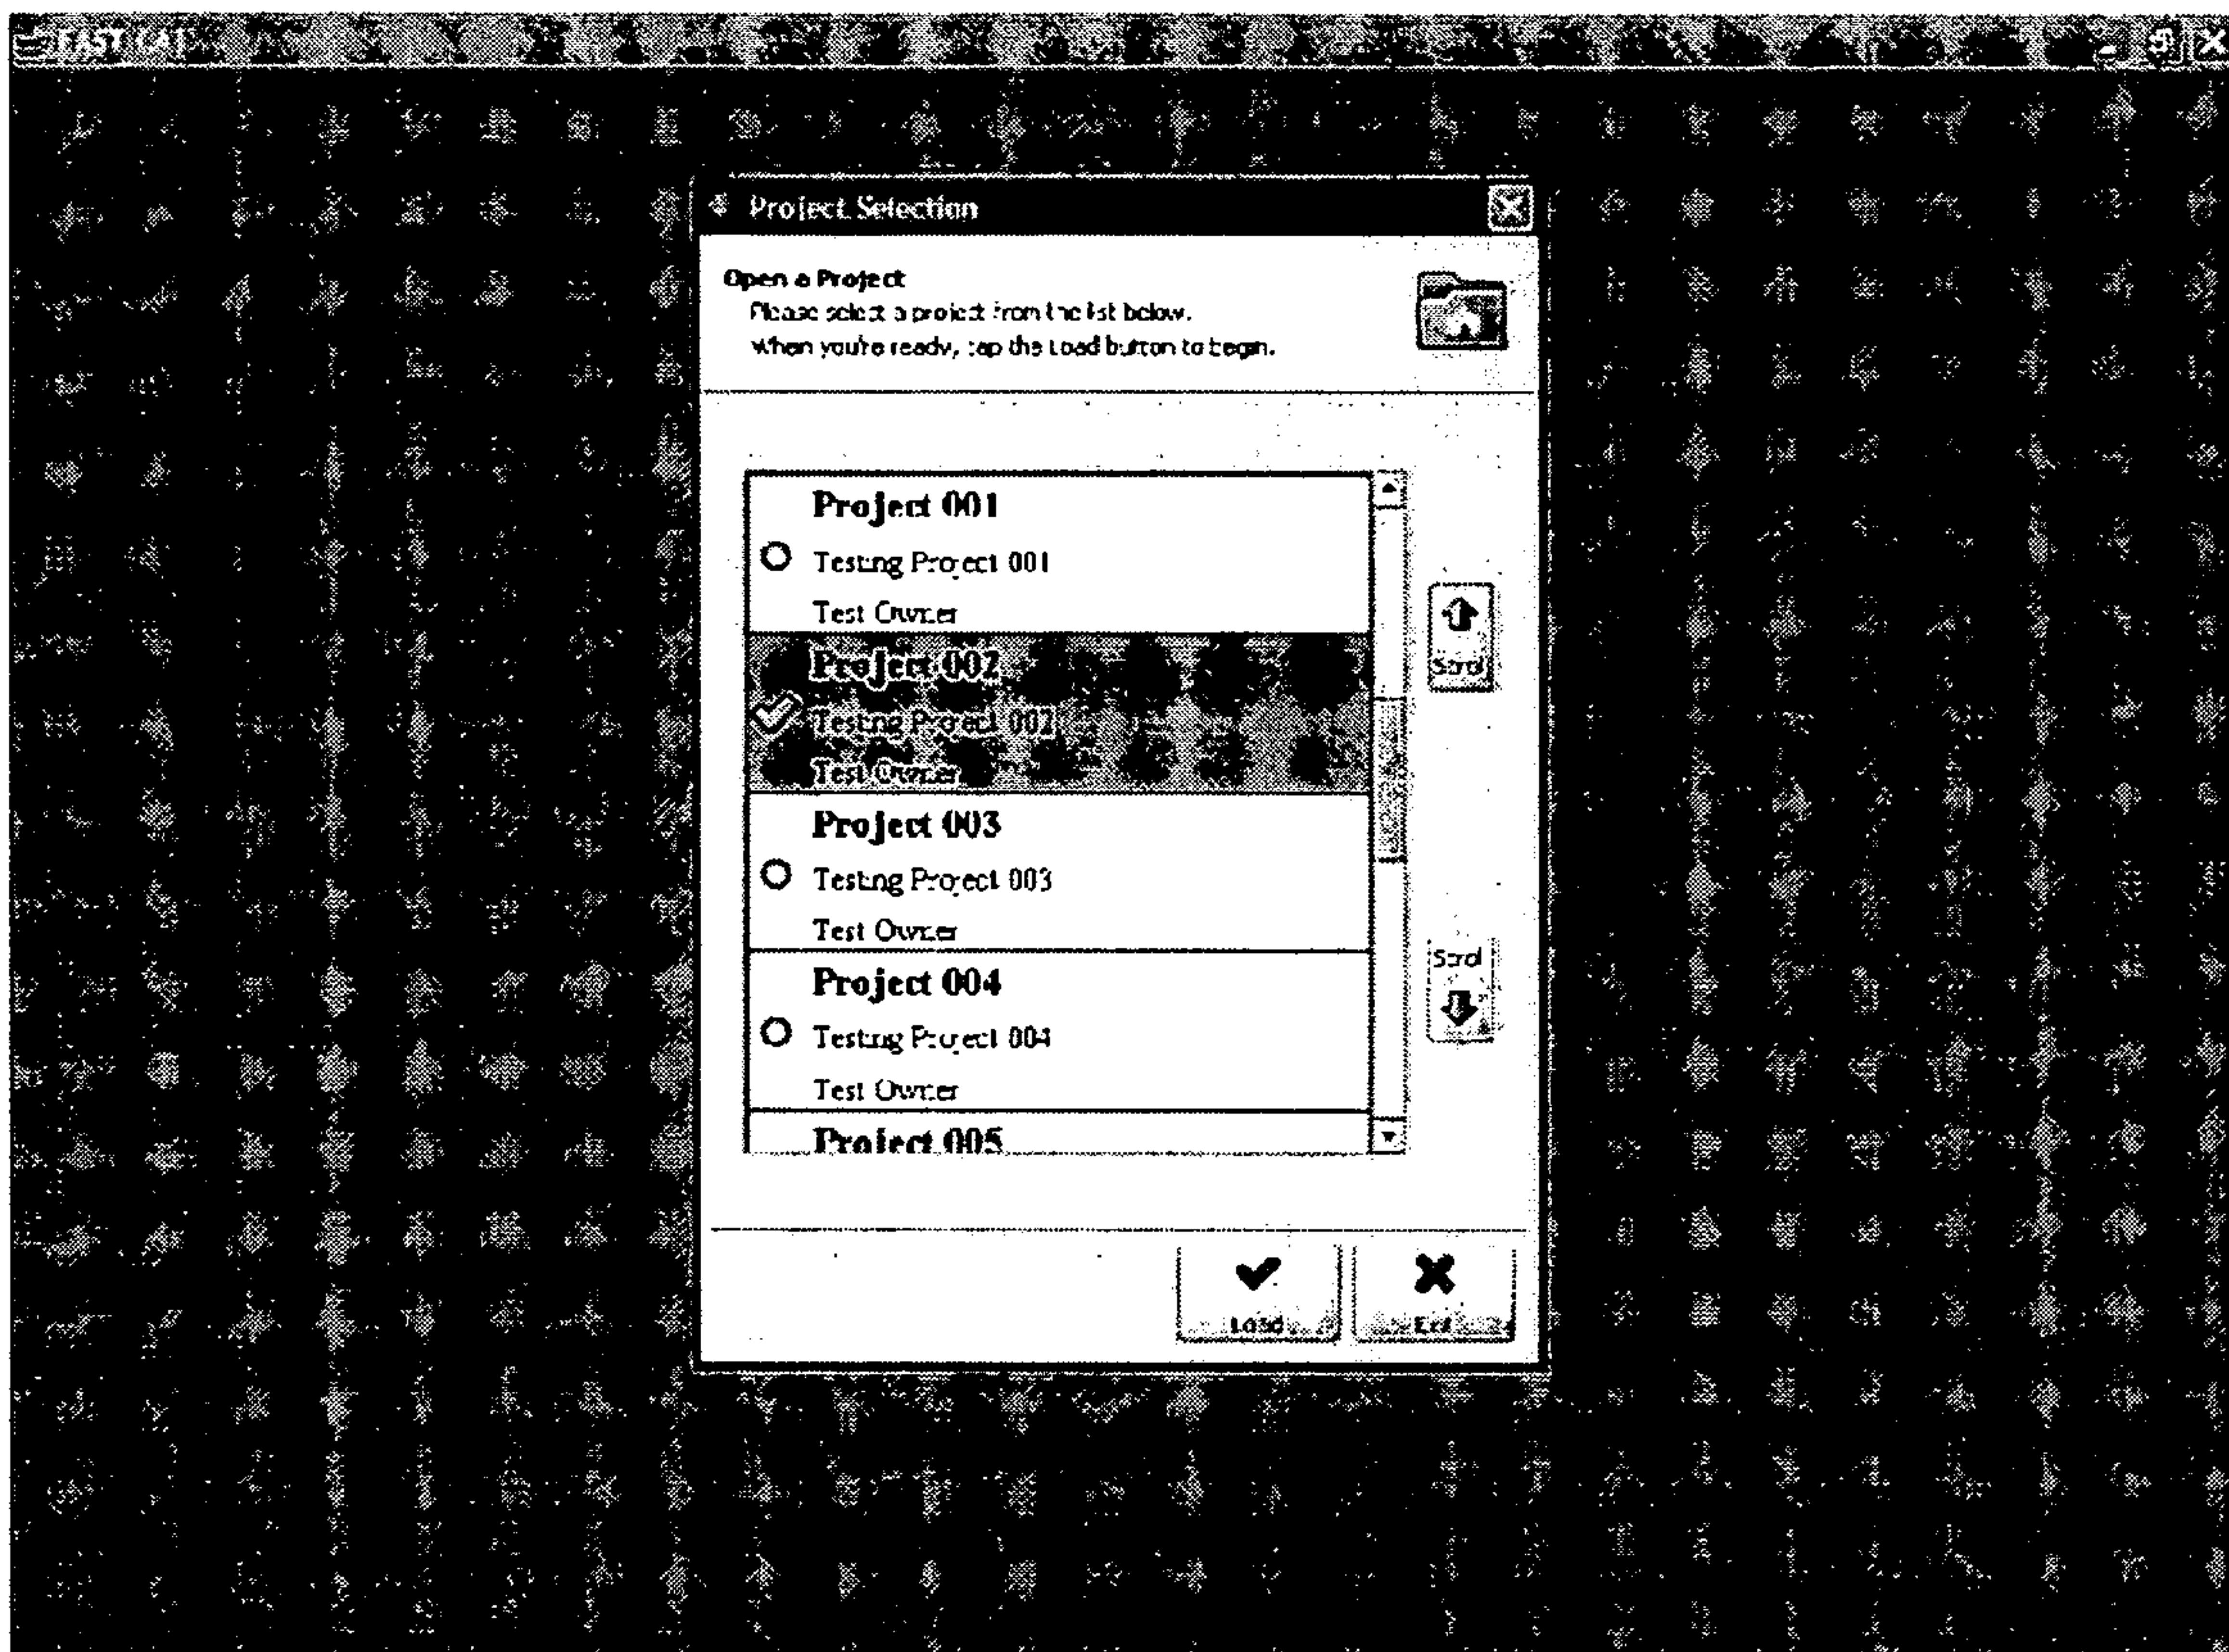 EAST CAT
Project Selection
Open a Project
Please select a project from the list below.
When you're ready, tap the Load button to begin.
Project 001
Testing Project 001
Test Owner
Scroll
Project 002
Testing Project 002
Test Owner
Project 003
Testing Project 003
Test Owner
Scroll
Project 004
Testing Project 004
Test Owner
Project 005
Load
Exit